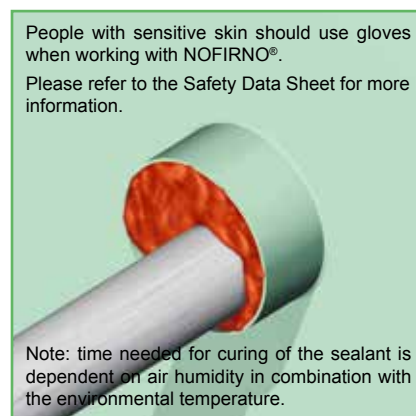 People with sensitive skin should use gloves
when working with NOFIRNO®.
Please refer to the Safety Data Sheet for more
information.
Note: time needed for curing of the sealant is
dependent on air humidity in combination with
the environmental temperature.